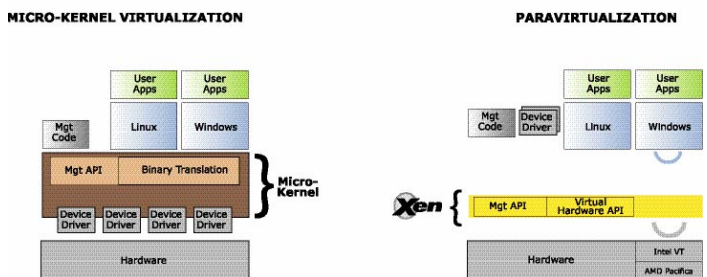 MICRO-KERNEL VIRTUALIZATION
User
Apps
User
Apps
Mgt
Code
Linux
Windows
Mgt API
Binary Translation
Micro-
Kernel
Device
Driver
Device
Driver
Device
Driver
Device
Driver
Hardware
PARAVIRTUALIZATION
User
Apps
User
Apps
Mgt
Code
Device
Driver
Linux
Windows
Xen
Mgt API
Virtual
Hardware API
Hardware
Intel VT
AMD Pacifica